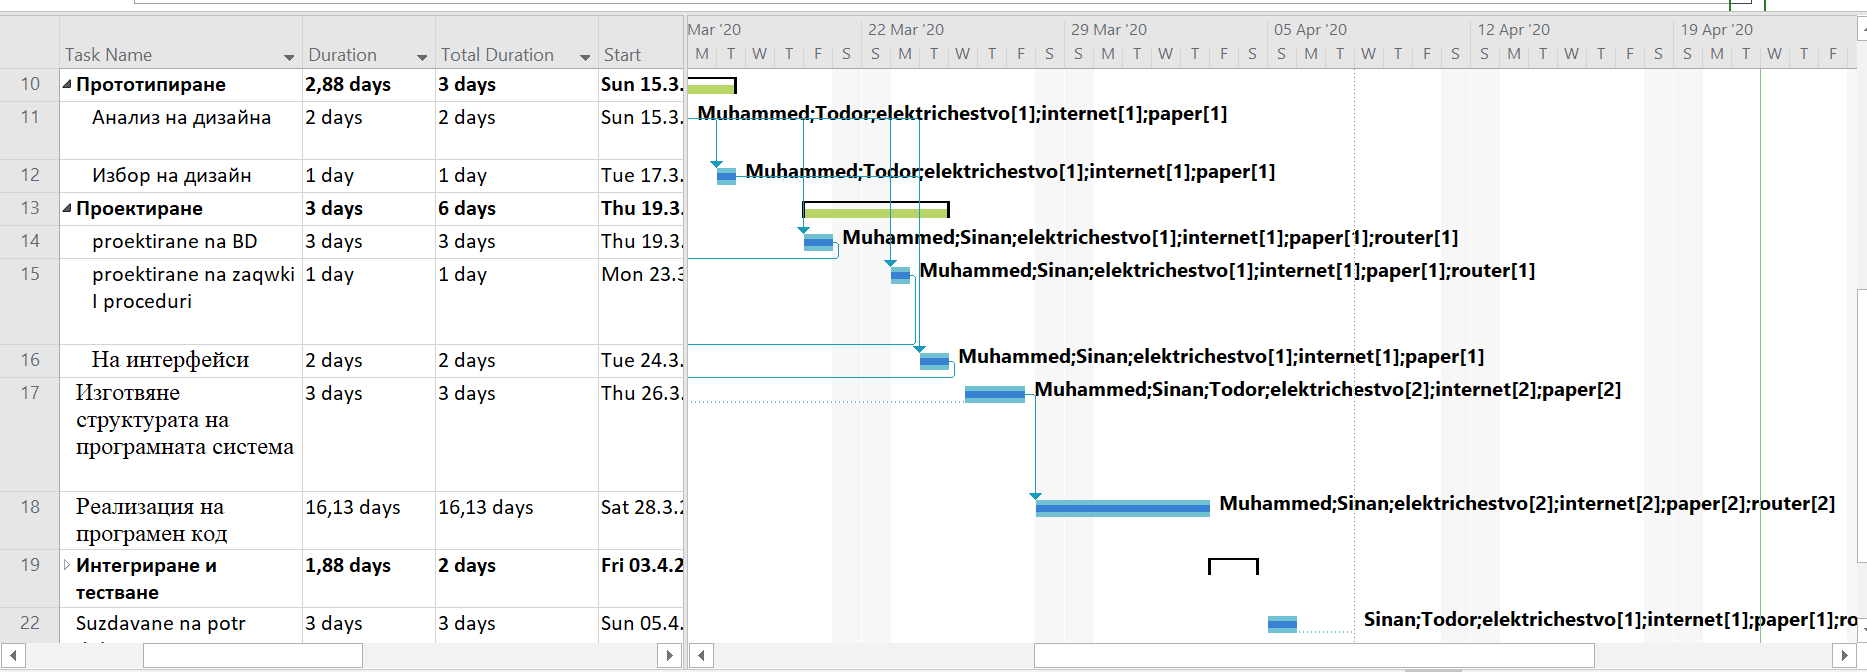 Mar '20 22 Mar '20 29 Mar '20 05 Apr '20 12 Apr '20 19 Apr '20
Task Name Duration Total Duration Start M T W T F S S M T W T F S S M T W T F S S M T W T F S S M T W T F S S M T W T F
10 Прототипиране 2,88 days 3 days Sun 15.3.
11 Анализ на дизайна 2 days 2 days Sun 15.3. Muhammed;Todor;elektrichestvo[1];internet[1];paper[1]
12 Избор на дизайн 1 day 1 day Tue 17.3. Muhammed;Todor;elektrichestvo[1];internet[1];paper[1]
13 Проектиране 3 days 6 days Thu 19.3.
14 proektirane na BD 3 days 3 days Thu 19.3. Muhammed;Sinan;elektrichestvo[1];internet[1];paper[1];router[1]
15 proektirane na zaqwki 1 day 1 day Mon 23.3 Muhammed;Sinan;elektrichestvo[1];internet[1];paper[1];router[1]
I proceduri
16 На интерфейси 2 days 2 days Tue 24.3. Muhammed;Sinan;elektrichestvo[1];internet[1];paper[1]
17 Изготвяне 3 days 3 days Thu 26.3. Muhammed;Sinan;Todor;elektrichestvo[2];internet[2];paper[2]
структурата на
програмната система
18 Реализация на 16,13 days 16,13 days Sat 28.3.2 Muhammed;Sinan;elektrichestvo[2];internet[2];paper[2];router[2]
програмен код
19 Интегриране и 1,88 days 2 days Fri 03.4.2
тестване
22 Suzdavane na potr 3 days 3 days Sun 05.4. Sinan;Todor;elektrichestvo[1];internet[1];paper[1];ro